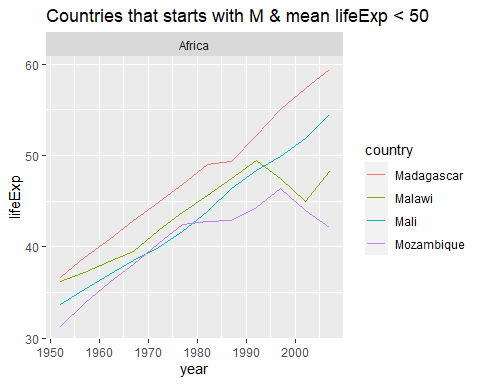 Countries that starts with M & mean lifeExp < 50
Africa
60
50
40
30
lifeExp
1950 1960 1970 1980 1990 2000
year
country
Madagascar
Malawi
Mali
Mozambique